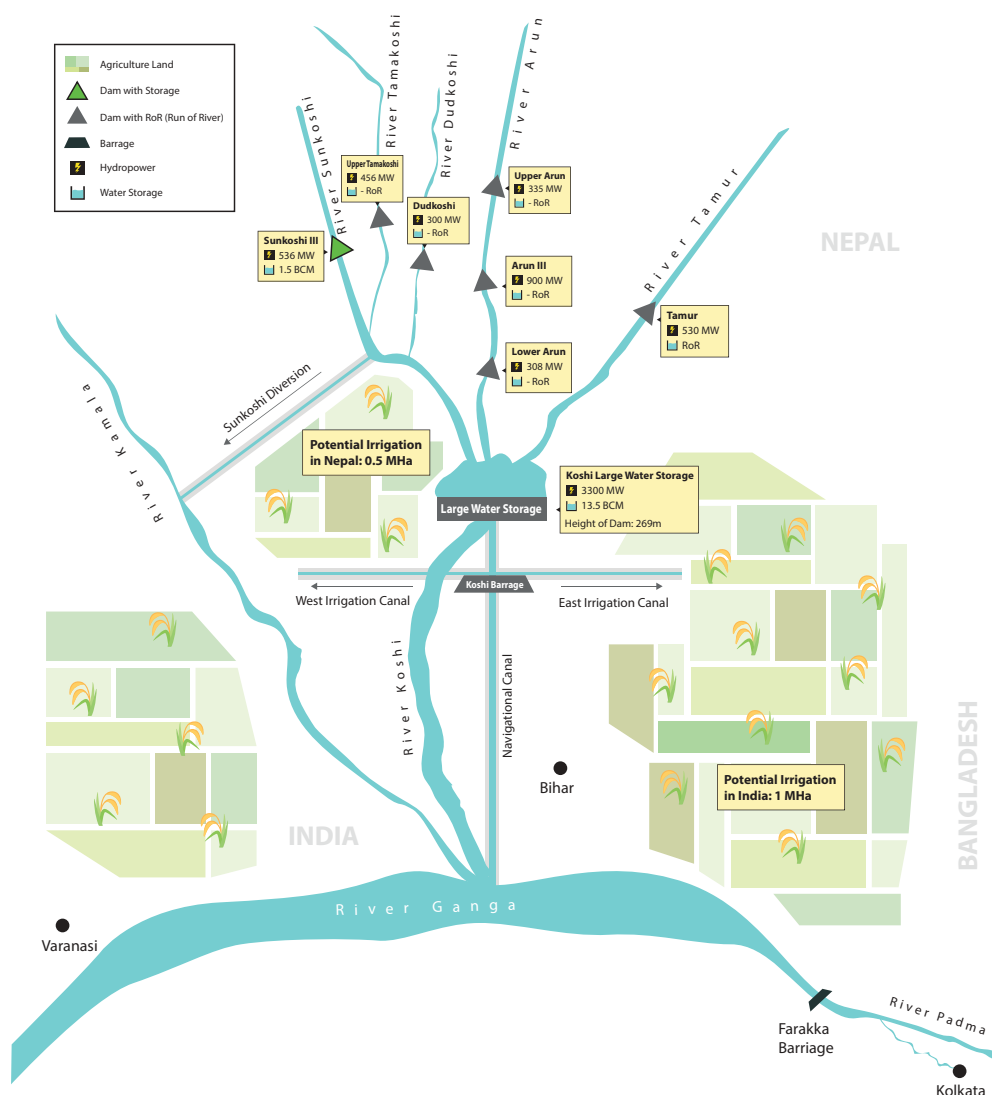 Agriculture Land
Dam with Storage
Dam with RoR (Run of River)
Barrage
Hydropower
Water Storage
River Sunkoshi
River Tamakoshi
River Dudkoshi
River Arun
River Tamur
NEPAL
Upper Tamakoshi
456 MW
- RoR
Dudkoshi
300 MW
- RoR
Upper Arun
335 MW
- RoR
Sunkoshi III
536 MW
1.5 BCM
Arun III
900 MW
- RoR
Tamur
530 MW
RoR
Lower Arun
308 MW
- RoR
River Kamala
Sunkoshi Diversion
Potential Irrigation
in Nepal: 0.5 MHa
Koshi Large Water Storage
3300 MW
13.5 BCM
Height of Dam: 269m
Large Water Storage
Koshi Barrage
West Irrigation Canal
East Irrigation Canal
River Koshi
Navigational Canal
Bihar
Potential Irrigation
in India: 1 MHa
INDIA
BANGLADESH
River Ganga
Varanasi
Farakka
Barriage
River Padma
Kolkata